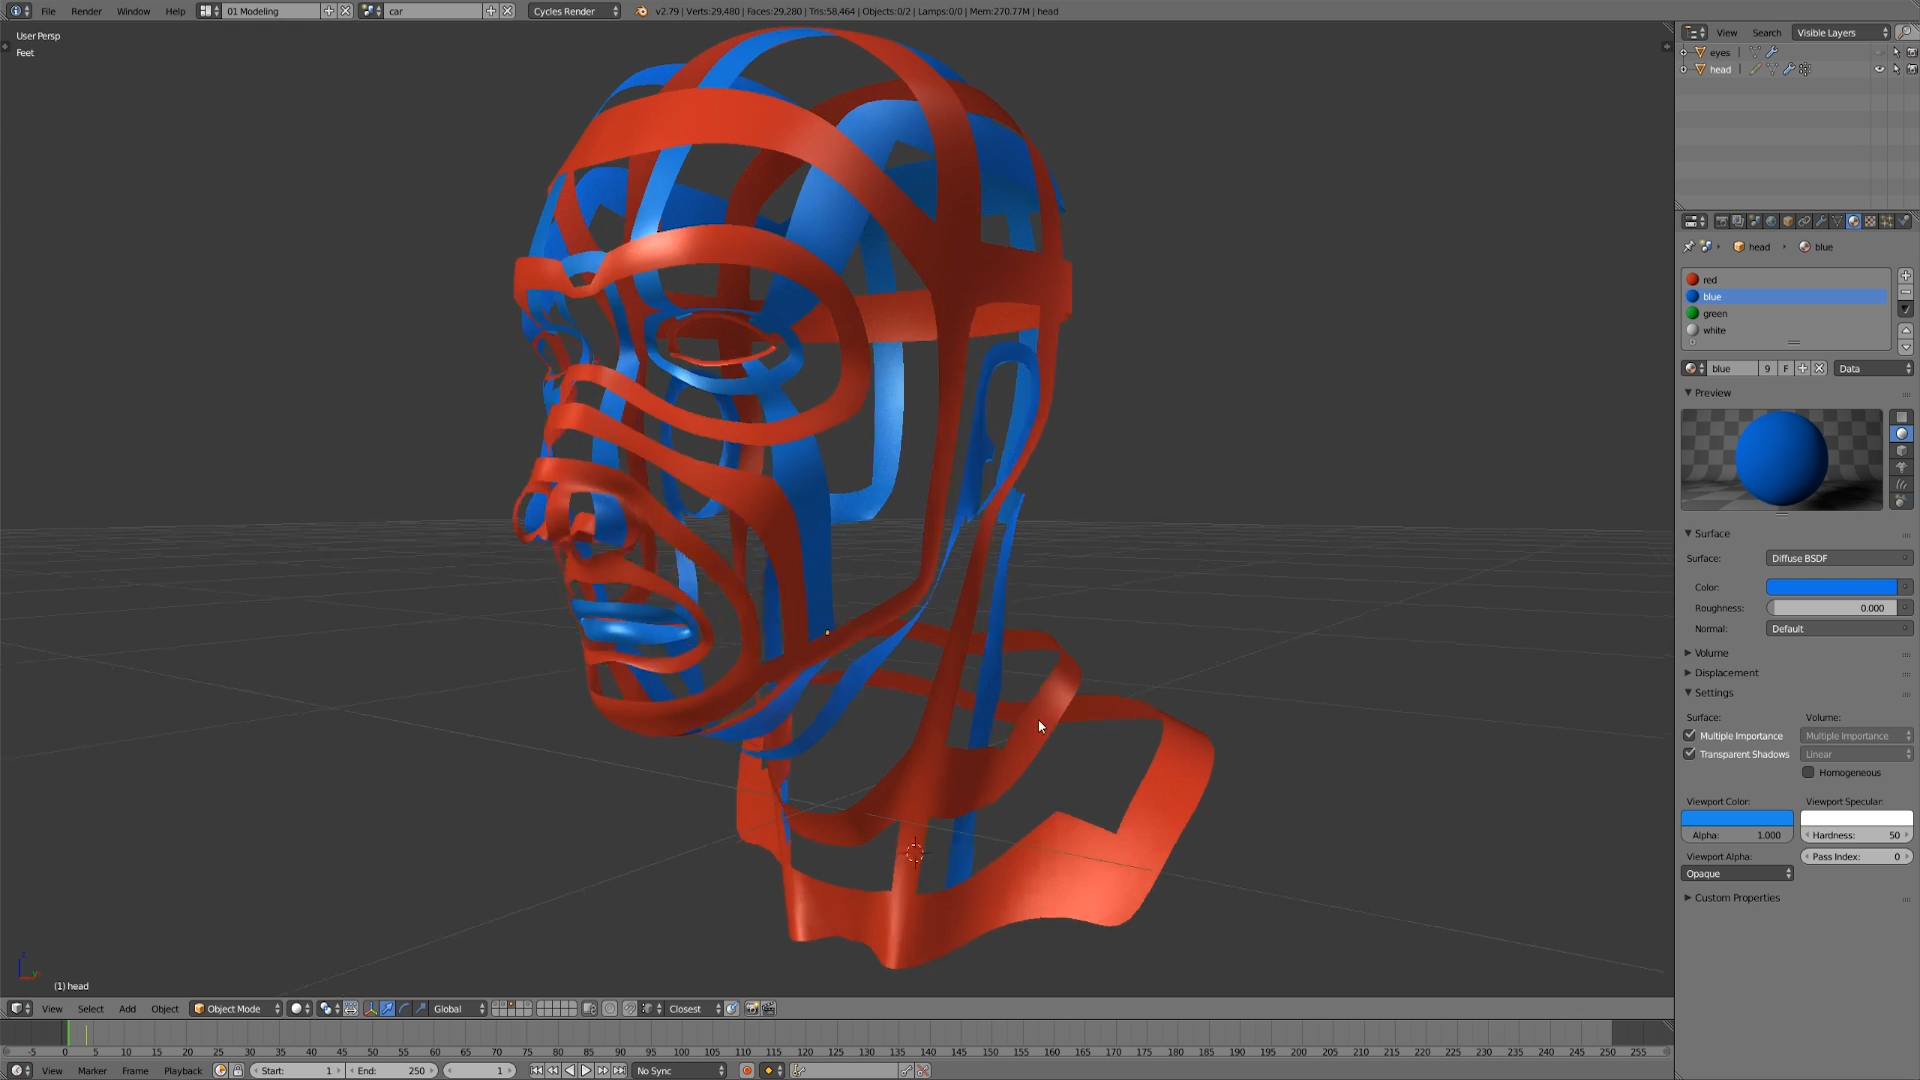 File Render Window Help 01 Modeling car Cycles Render v2.79 | Verts:29,480 | Faces:29,280 | Tris:58,464 | Objects:0/2 | Lamps:0/0 | Mem:270.77M | head
User Persp
Feet
View Search Visible Layers
eyes
head
head blue
red
blue
green
white
blue 9 F Data
Preview
Surface
Surface: Diffuse BSDF
Color:
Roughness: 0.000
Normal: Default
Volume
Displacement
Settings
Surface: Volume:
Multiple Importance Multiple Importance
Transparent Shadows Linear
Homogeneous
Viewport Color: Viewport Specular:
Alpha: 1.000 Hardness: 50
Viewport Alpha: Pass Index: 0
Opaque
Custom Properties
z
y
(1) head
View Select Add Object Object Mode Global Closest
-5 0 5 10 15 20 25 30 35 40 45 50 55 60 65 70 75 80 85 90 95 100 105 110 115 120 125 130 135 140 145 150 155 160 165 170 175 180 185 190 195 200 205 210 215 220 225 230 235 240 245 250 255
View Marker Frame Playback Start: 1 End: 250 1 No Sync